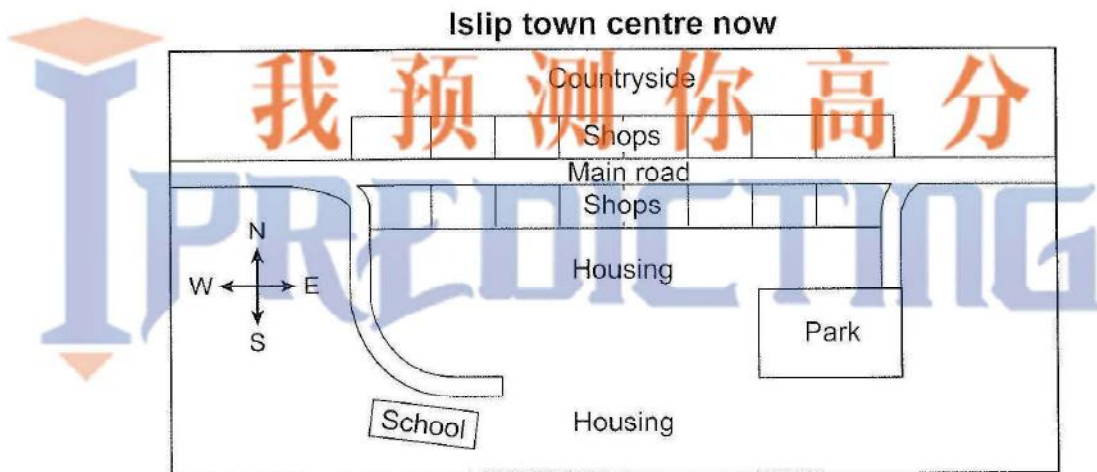 Islip town centre now
Countryside
我预测你高分
Shops
Main road
PREDICTING
Shops
N
W E
S
Housing
Park
School
Housing